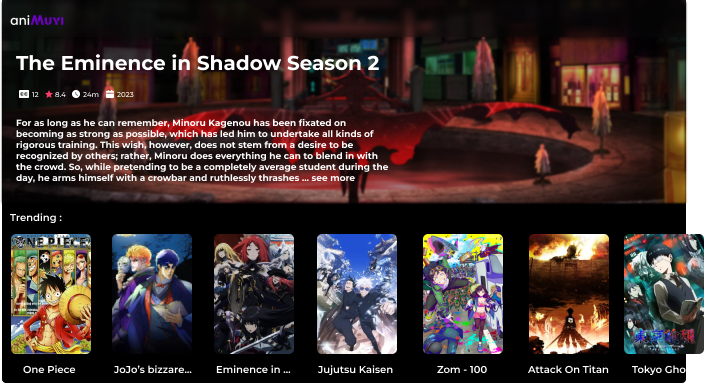 aniMuvi
The Eminence in Shadow Season 2
CC 12 8.4 24m 2023
For as long as he can remember, Minoru Kagenou has been fixated on
becoming as strong as possible, which has led him to undertake all kinds of
rigorous training. This wish, however, does not stem from a desire to be
recognized by others; rather, Minoru does everything he can to blend in with
the crowd. So, while pretending to be a completely average student during the
day, he arms himself with a crowbar and ruthlessly thrashes ... see more
Trending :
ONE PIECE
One Piece
JoJo's bizzare...
Eminence in ...
Jujutsu Kaisen
Zom - 100
Attack On Titan
Tokyo Gho